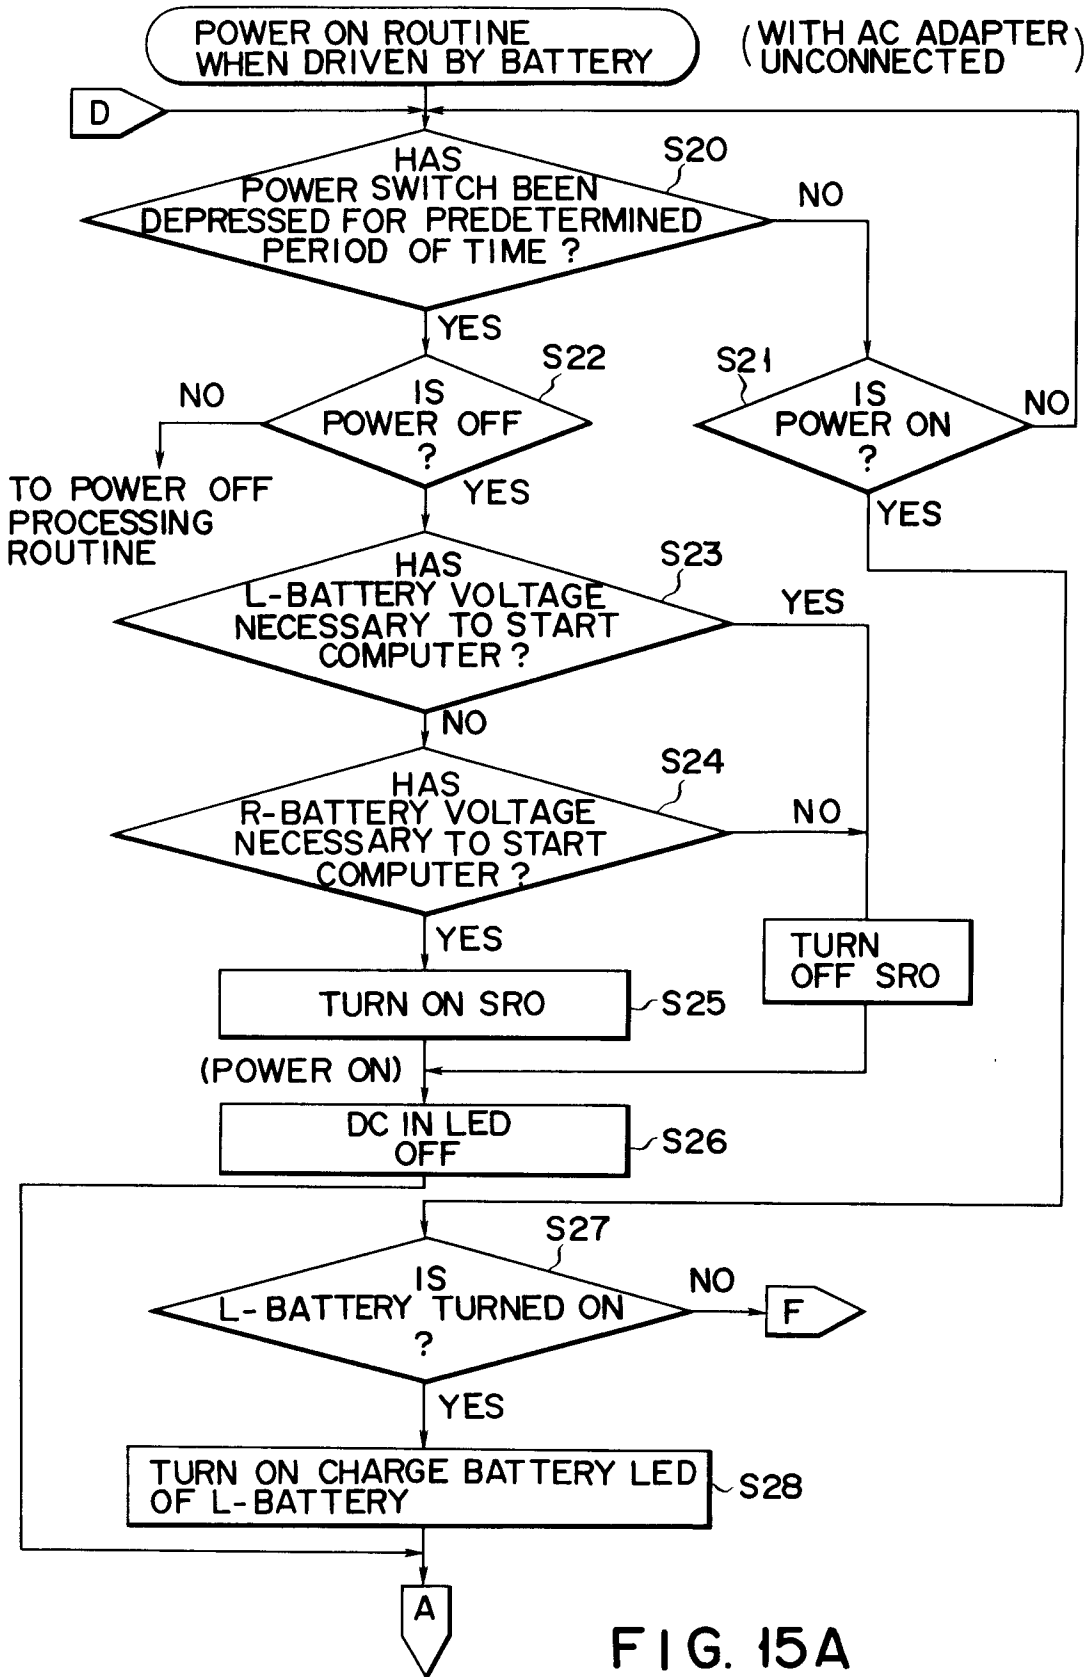 POWER ON ROUTINE
WHEN DRIVEN BY BATTERY
(WITH AC ADAPTER
UNCONNECTED)
D
S20
HAS
POWER SWITCH BEEN
DEPRESSED FOR PREDETERMINED
PERIOD OF TIME ?
NO
YES
S22
IS
POWER OFF
?
NO
YES
TO POWER OFF
PROCESSING
ROUTINE
S21
IS
POWER ON
?
NO
YES
S23
HAS
L-BATTERY VOLTAGE
NECESSARY TO START
COMPUTER ?
YES
NO
S24
HAS
R-BATTERY VOLTAGE
NECESSARY TO START
COMPUTER ?
NO
YES
TURN
OFF SRO
TURN ON SRO
S25
(POWER ON)
DC IN LED
OFF
S26
S27
IS
L-BATTERY TURNED ON
?
NO
F
YES
TURN ON CHARGE BATTERY LED
OF L-BATTERY
S28
A
FIG. 15A